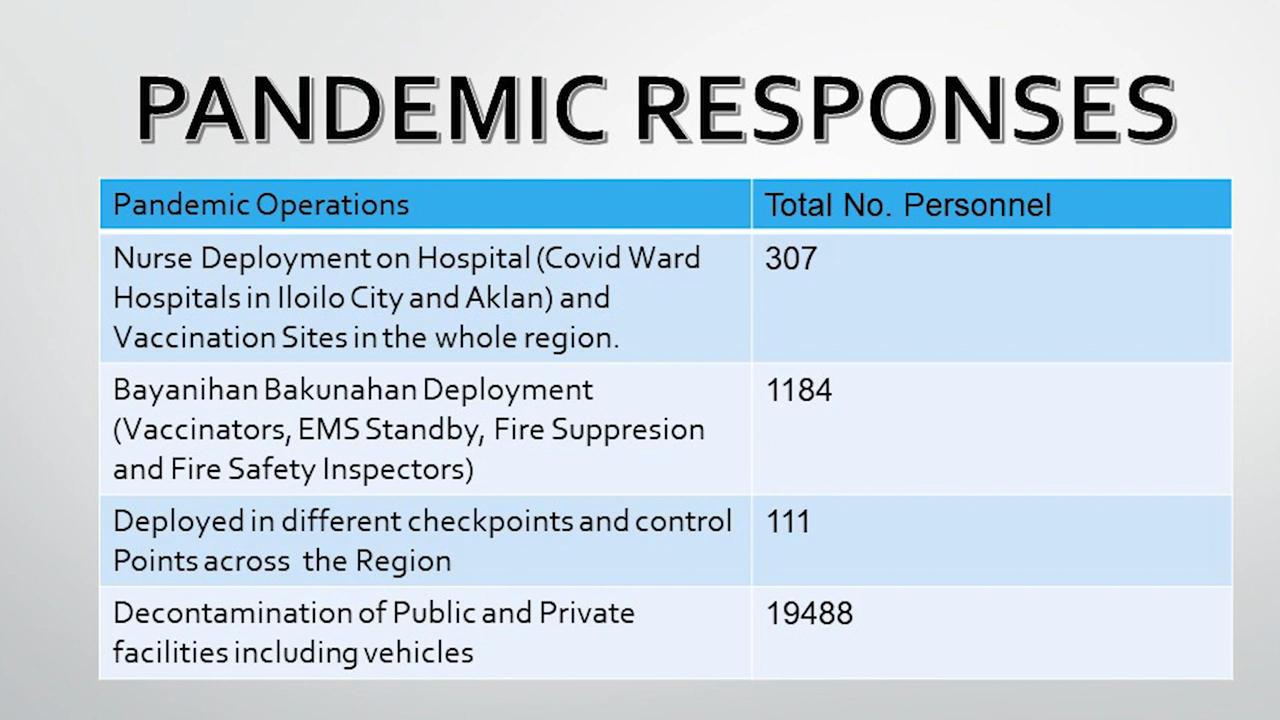 PANDEMIC RESPONSES
Pandemic Operations
Total No. Personnel
Nurse Deployment on Hospital (Covid Ward
Hospitals in Iloilo City and Aklan) and
Vaccination Sites in the whole region.
307
Bayanihan Bakunahan Deployment
(Vaccinators, EMS Standby, Fire Suppresion
and Fire Safety Inspectors)
1184
Deployed in different checkpoints and control
Points across the Region
111
Decontamination of Public and Private
facilities including vehicles
19488